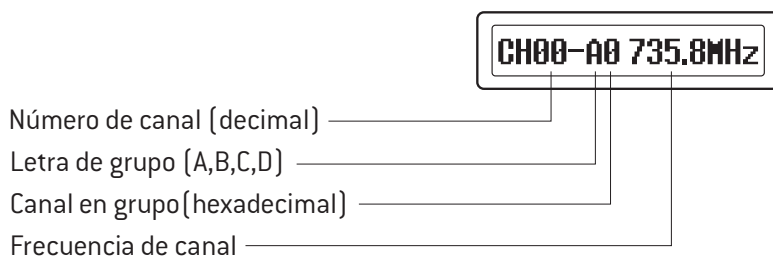 CH00-A0 735.8MHz
Número de canal (decimal)
Letra de grupo (A,B,C,D)
Canal en grupo(hexadecimal)
Frecuencia de canal